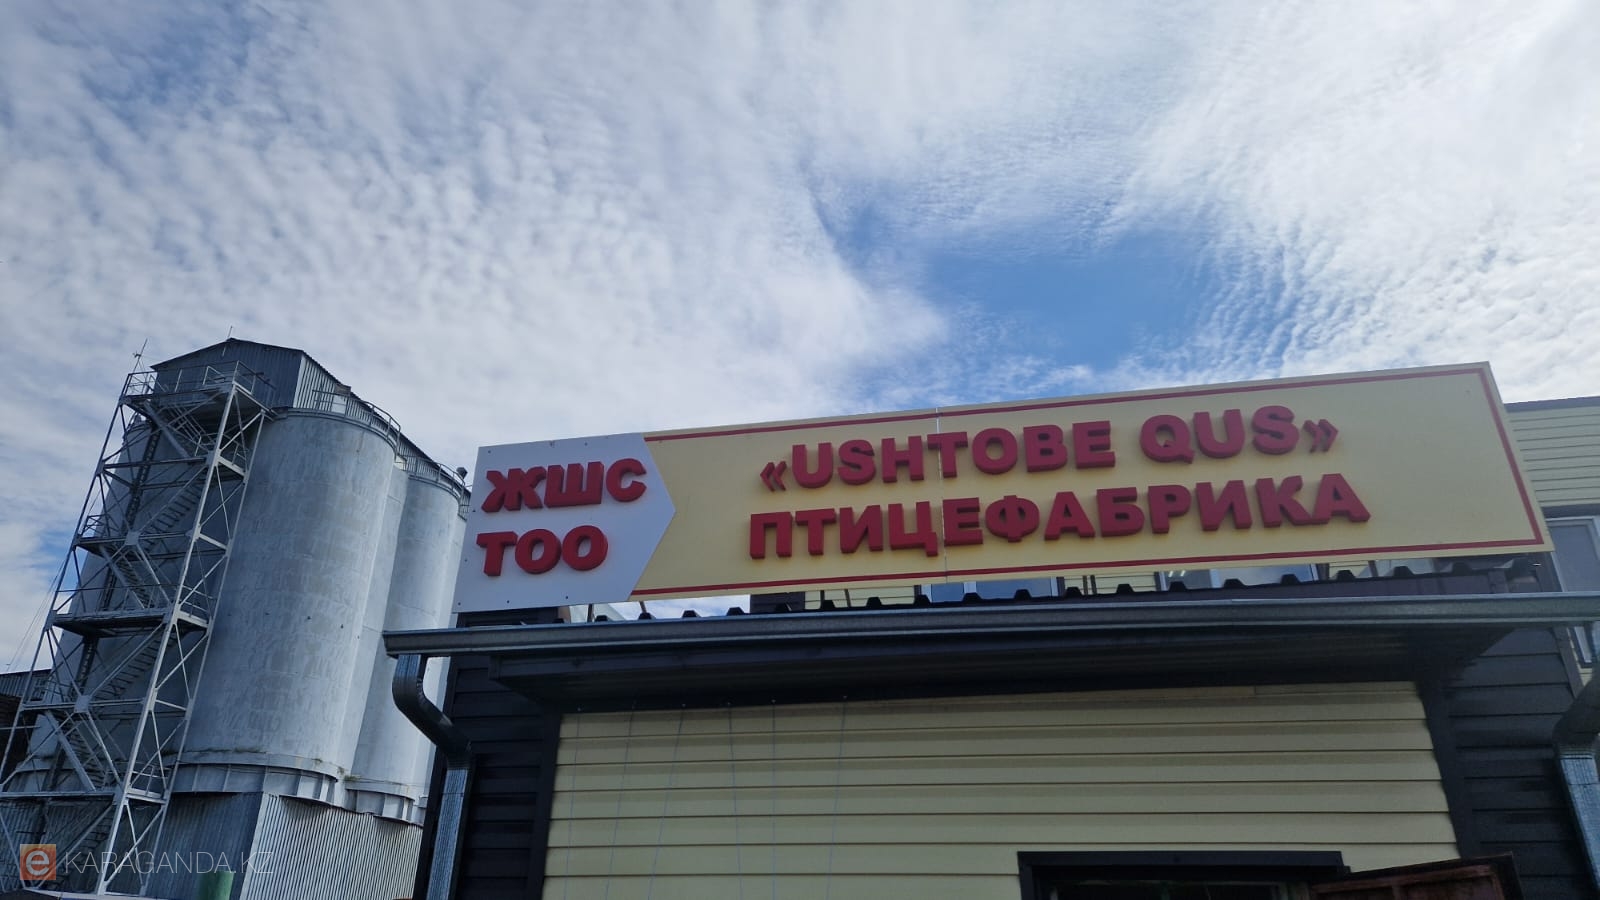 ЖШС
ТОО
«USHTOBE QUS»
ПТИЦЕФАБРИКА
e KARAGANDA.KZ